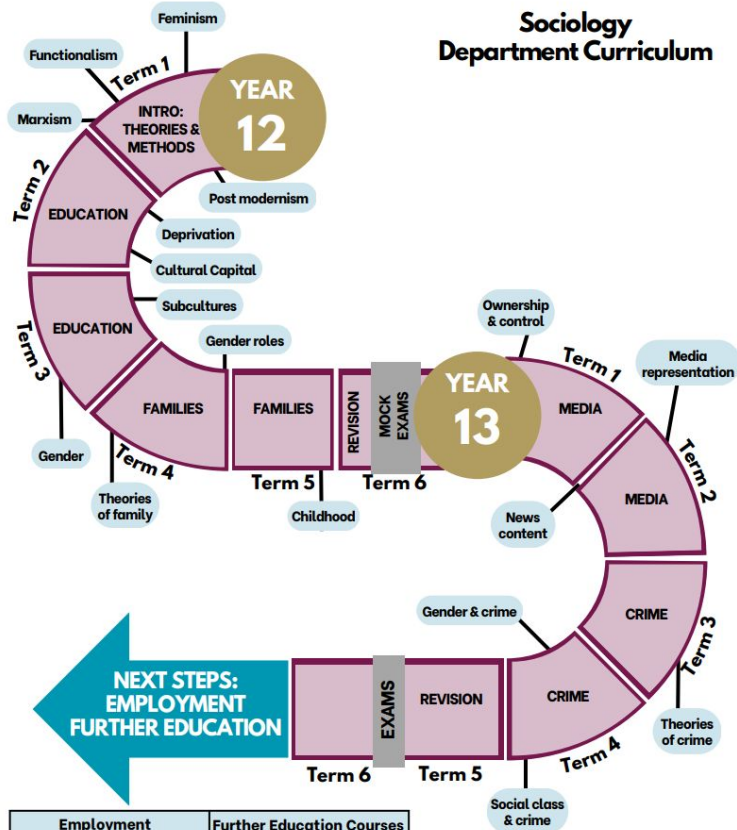 Sociology
Department Curriculum
Feminism
Functionalism
Term 1
Marxism
INTRO:
THEORIES &
METHODS
YEAR
12
Post modernism
Term 2
EDUCATION
Deprivation
Cultural Capital
Subcultures
EDUCATION
Term 3
Gender
Gender roles
FAMILIES
Term 4
Theories
of family
FAMILIES
Term 5
Childhood
REVISION
MOCK
EXAMS
Term 6
YEAR
13
Ownership
& control
Term 1
MEDIA
Media
representation
Term 2
MEDIA
News
content
CRIME
Term 3
Theories
of crime
Gender & crime
CRIME
Term 4
Social class
& crime
REVISION
Term 5
EXAMS
Term 6
NEXT STEPS:
EMPLOYMENT
FURTHER EDUCATION
Employment
Further Education Courses